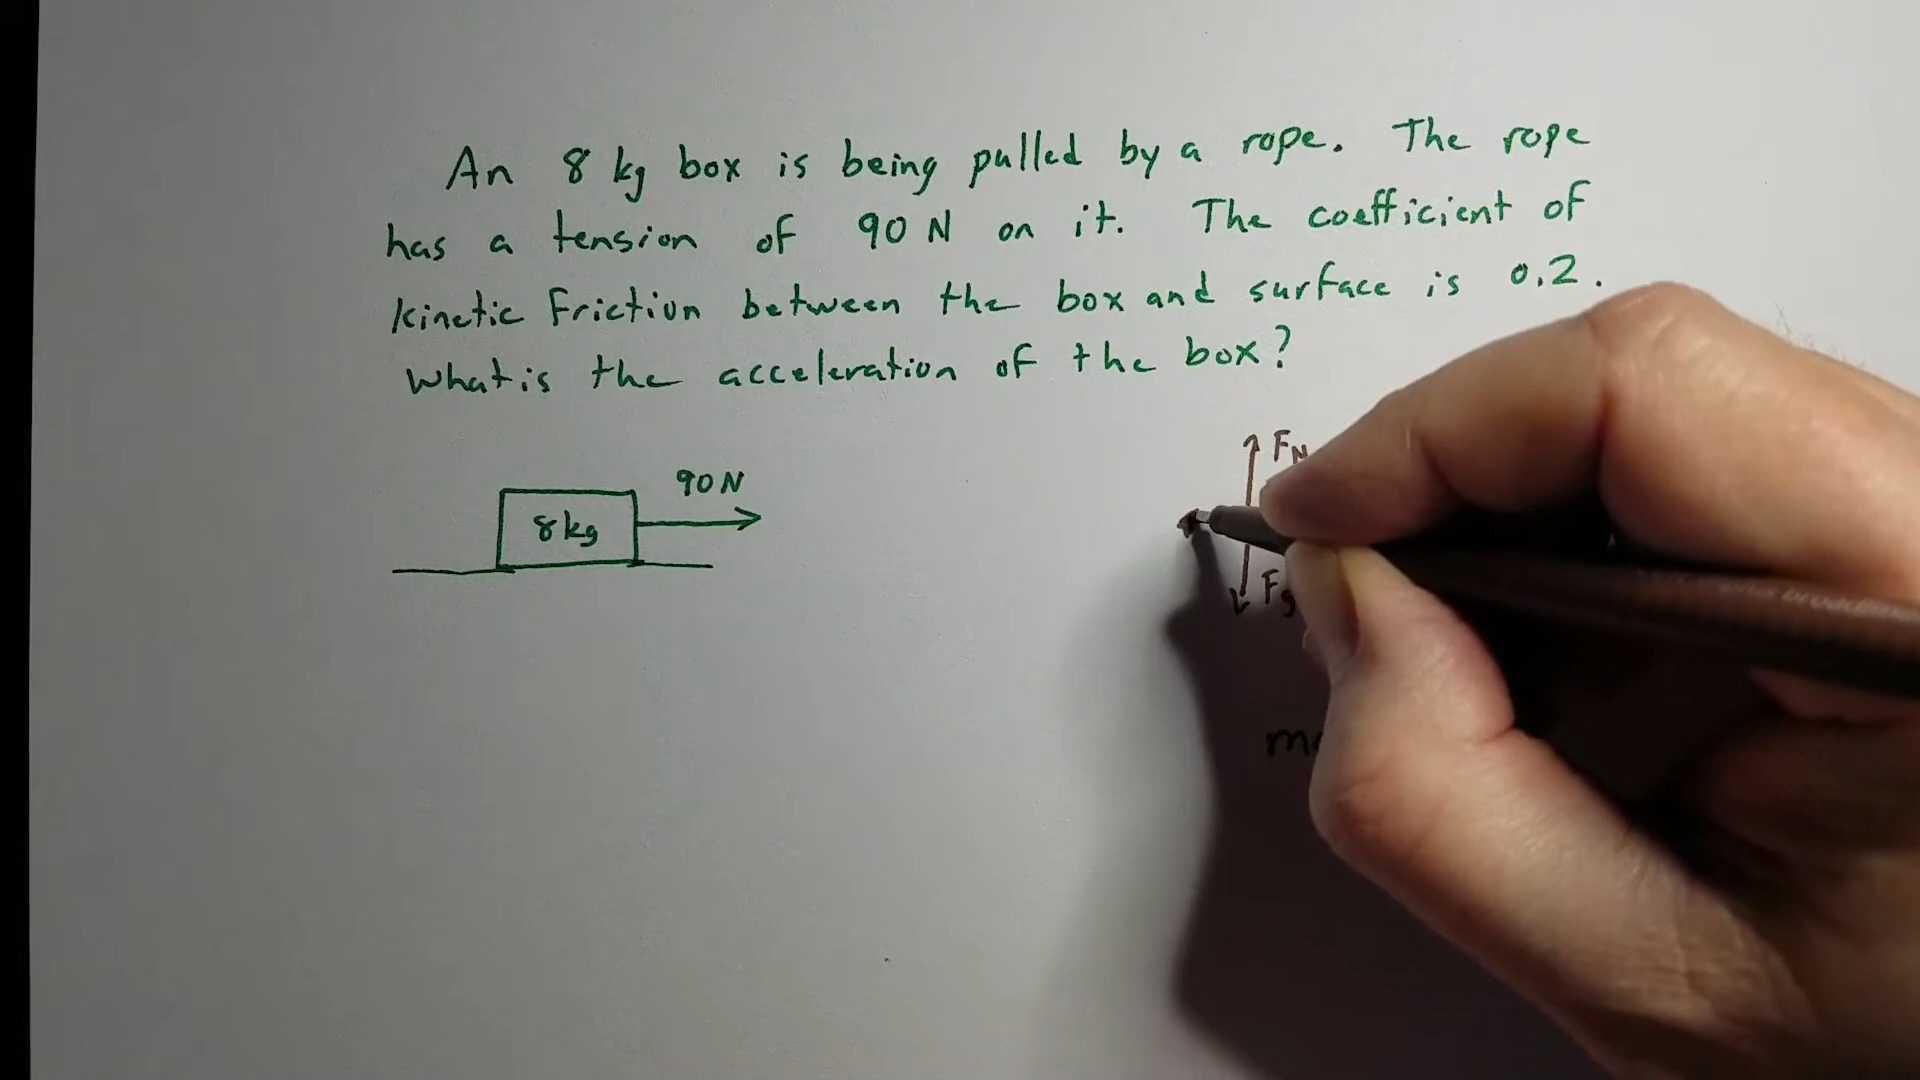 An 8 kg box is being pulled by a rope. The rope
has a tension of 90 N on it. The coefficient of
kinetic friction between the box and surface is 0.2.
What is the acceleration of the box?
90 N
8 kg
FN
Fg